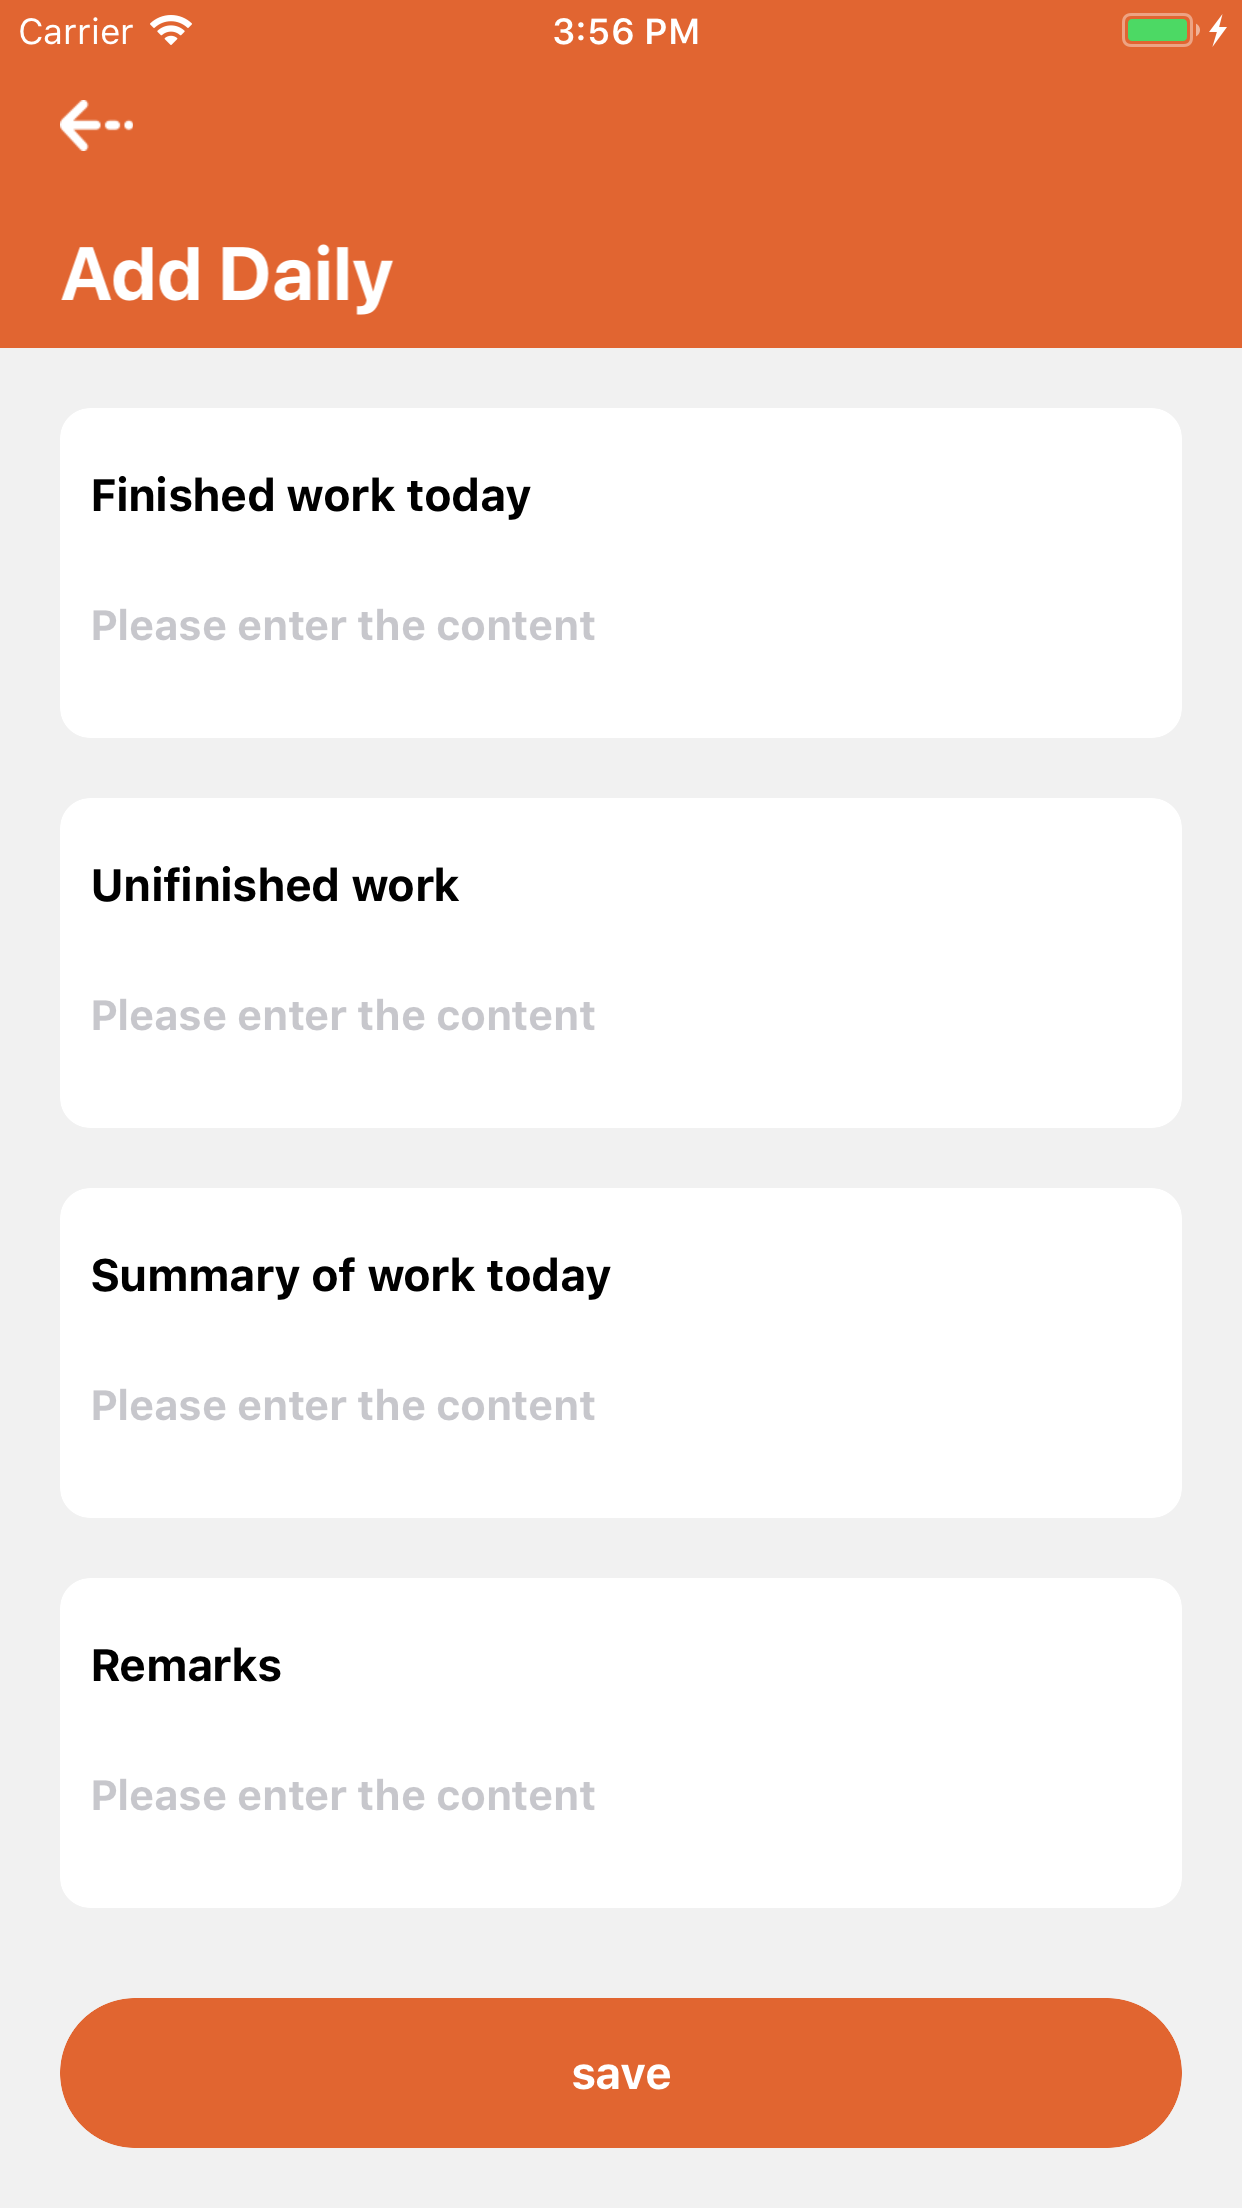 Carrier 3:56 PM
Add Daily
Finished work today
Please enter the content
Unifinished work
Please enter the content
Summary of work today
Please enter the content
Remarks
Please enter the content
save